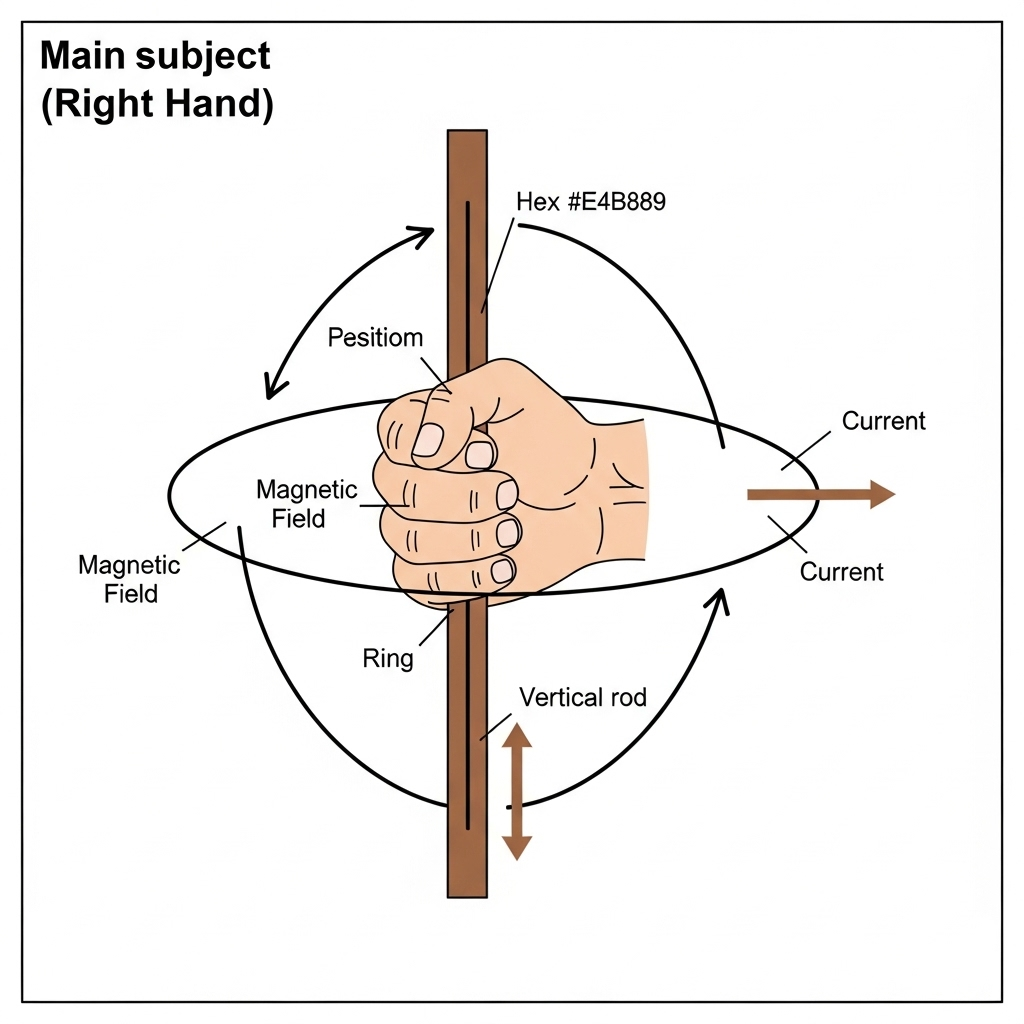 Main subject
(Right Hand)
Hex #E4B889
Pesitiom
Current
Magnetic
Field
Magnetic
Field
Current
Ring
Vertical rod